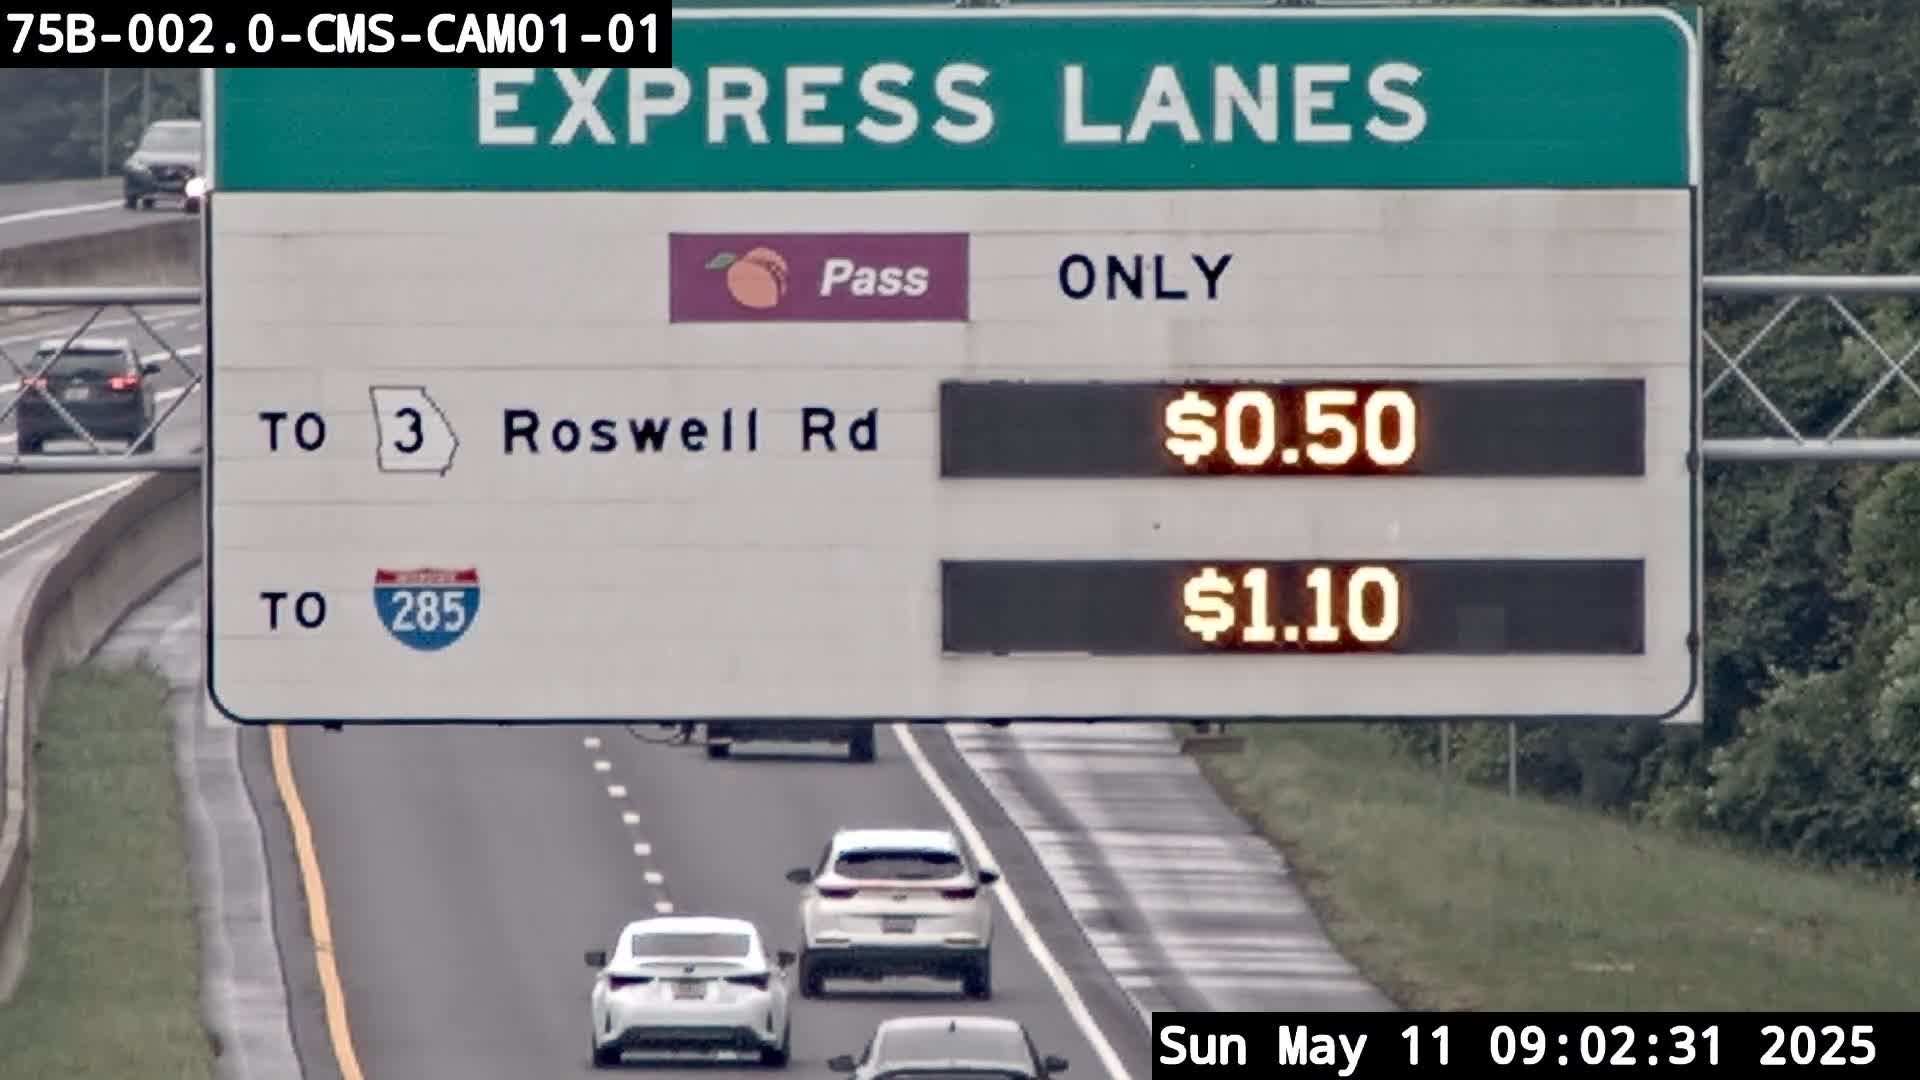 75B-002.0-CMS-CAM01-01
EXPRESS LANES
Pass ONLY
TO 3 Roswell Rd $0.50
TO 285 $1.10
Sun May 11 09:02:31 2025